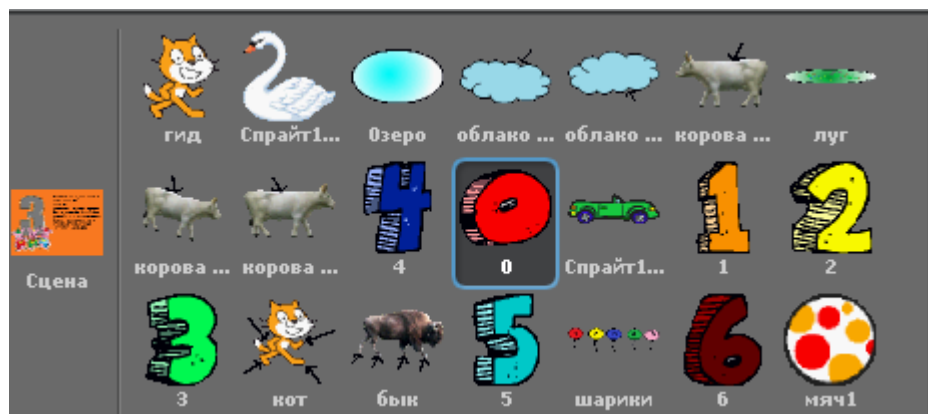 гид Спрайт1... Озеро облако ... облако ... корова ... луг
корова ... корова ... 4 0 Спрайт1... 1 2
Сцена
3 кот бык 5 шарики 6 мяч1